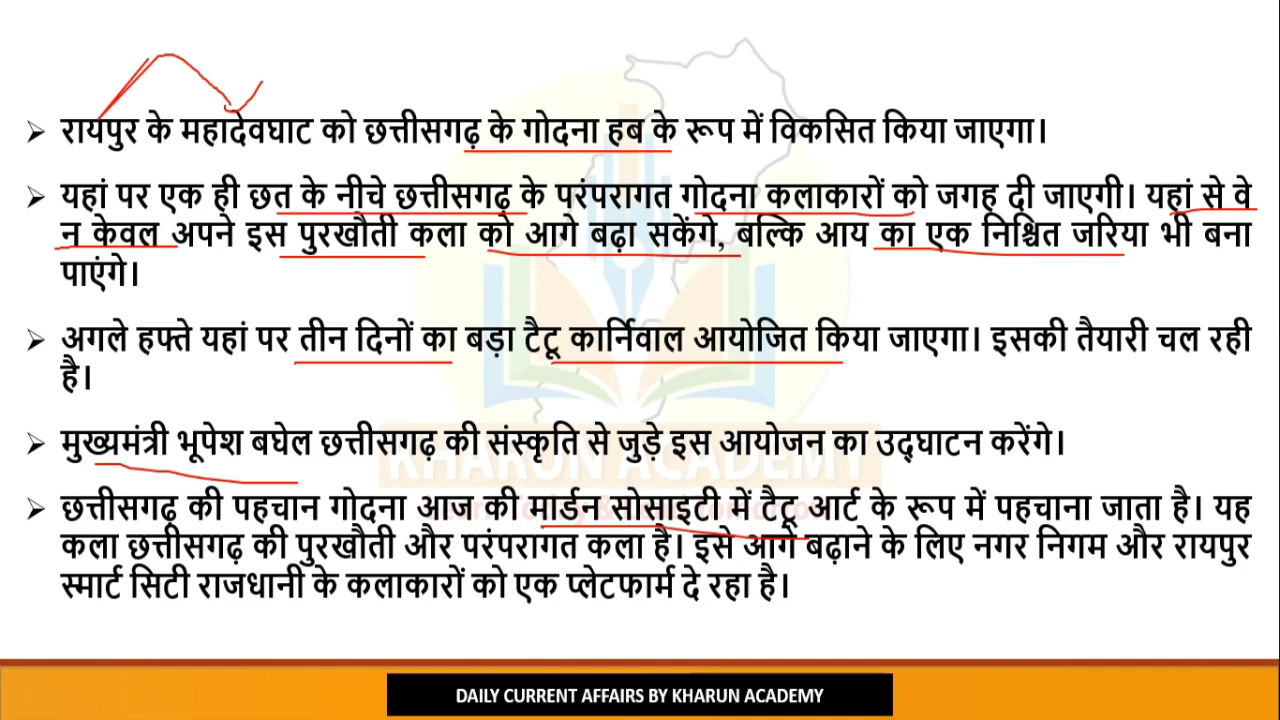 ➢ रायपुर के महादेवघाट को छत्तीसगढ़ के गोदना हब के रूप में विकसित किया जाएगा।
➢ यहां पर एक ही छत के नीचे छत्तीसगढ़ के परंपरागत गोदना कलाकारों को जगह दी जाएगी। यहां से वे
न केवल अपने इस पुरखौती कला को आगे बढ़ा सकेंगे, बल्कि आय का एक निश्चित जरिया भी बना
पाएंगे।
➢ अगले हफ्ते यहां पर तीन दिनों का बड़ा टैटू कार्निवाल आयोजित किया जाएगा। इसकी तैयारी चल रही
है।
➢ मुख्यमंत्री भूपेश बघेल छत्तीसगढ़ की संस्कृति से जुड़े इस आयोजन का उद्घाटन करेंगे।
KHARUN ACADEMY
➢ छत्तीसगढ़ की पहचान गोदना आज की मार्डन सोसाइटी में टैटू आर्ट के रूप में पहचाना जाता है। यह
कला छत्तीसगढ़ की पुरखौती और परंपरागत कला है। इसे आगे बढ़ाने के लिए नगर निगम और रायपुर
स्मार्ट सिटी राजधानी के कलाकारों को एक प्लेटफार्म दे रहा है।
DAILY CURRENT AFFAIRS BY KHARUN ACADEMY